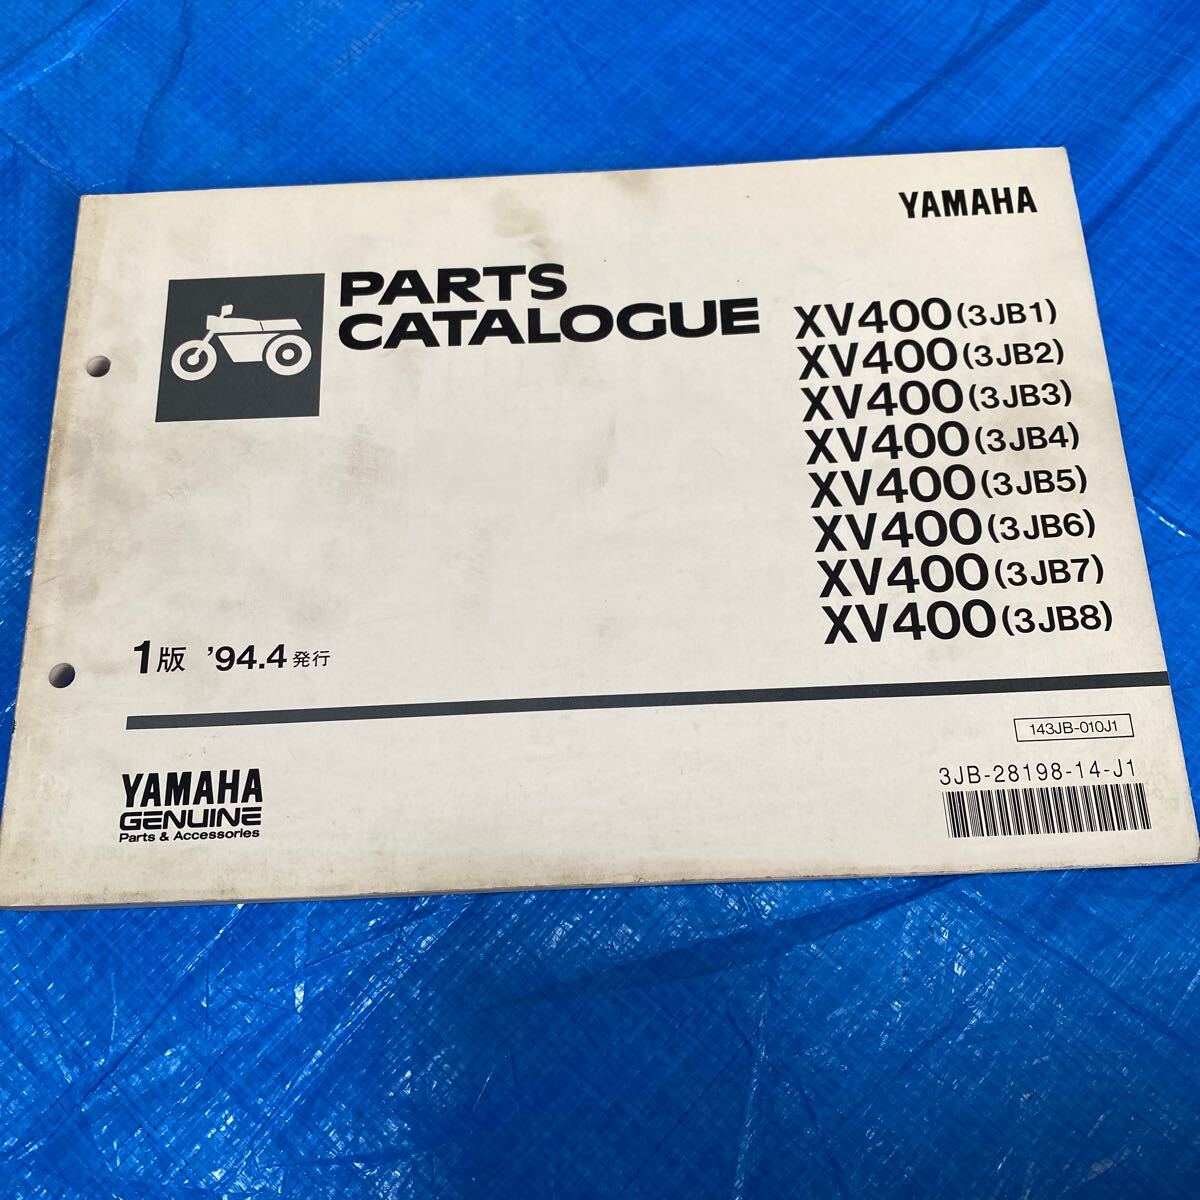 YAMAHA
PARTS
CATALOGUE
XV400 (3JB1)
XV400 (3JB2)
XV400 (3JB3)
XV400 (3JB4)
XV400 (3JB5)
XV400 (3JB6)
XV400 (3JB7)
XV400 (3JB8)
1版 '94.4発行
143JB-010J1
3JB-28198-14-J1
YAMAHA
GENUINE
Parts & Accessories